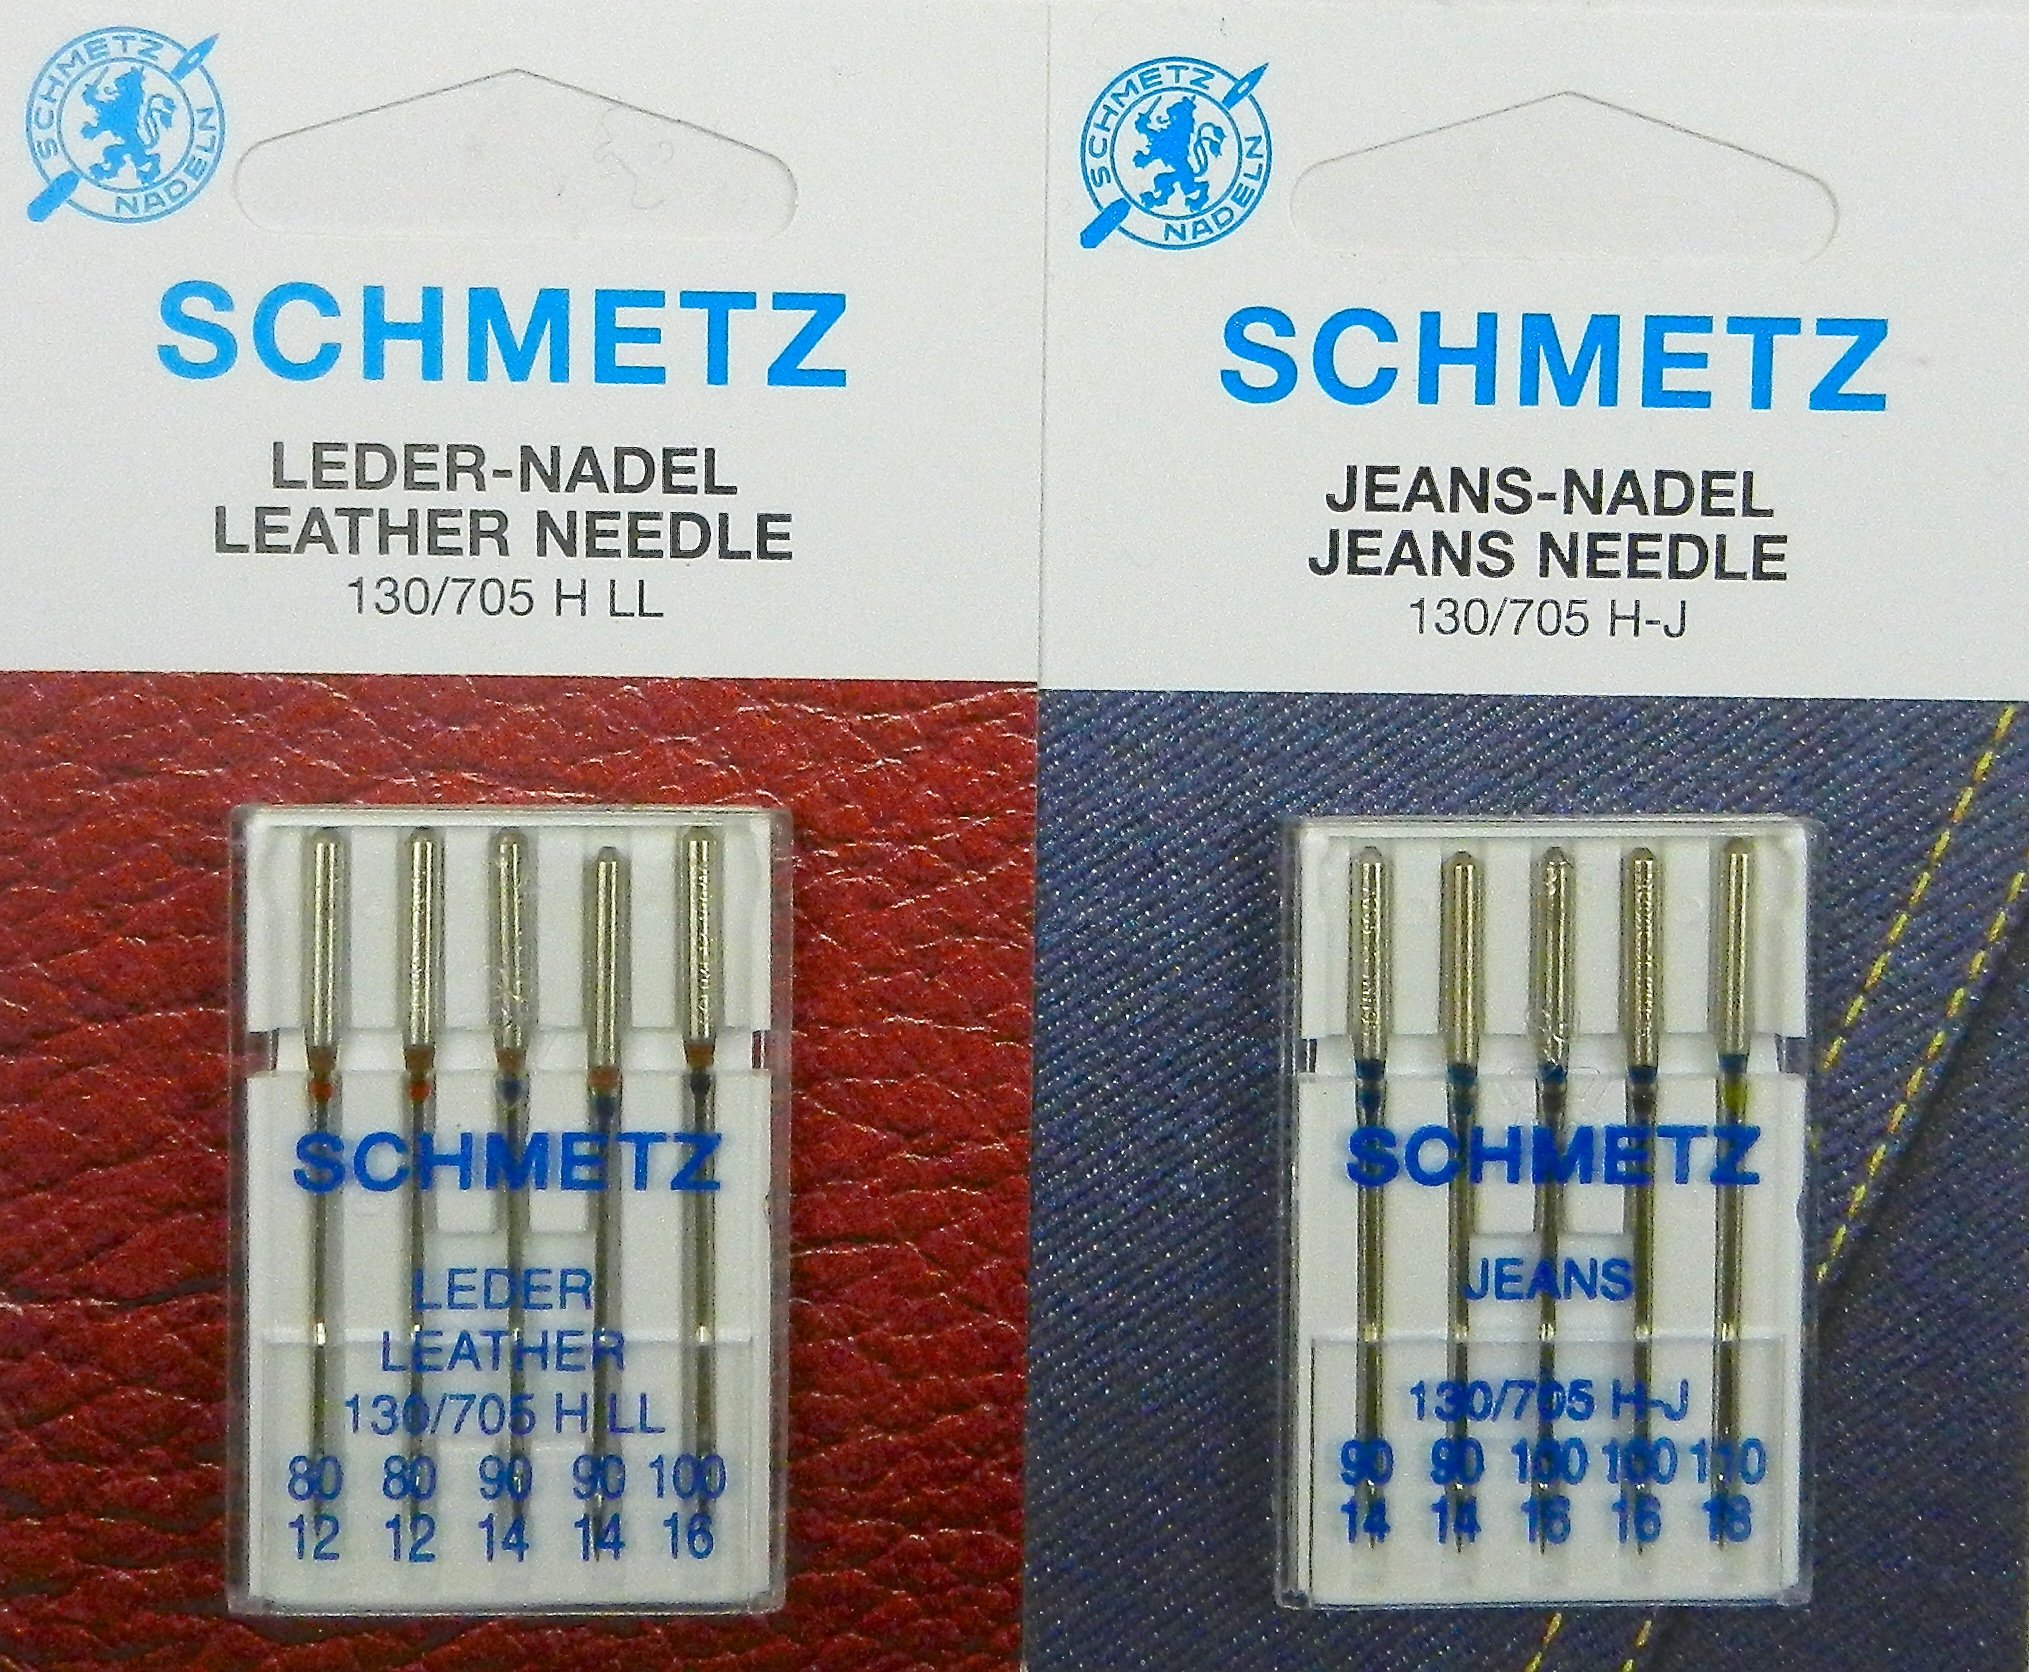 SCHMETZ NADELN
SCHMETZ
LEDER-NADEL
LEATHER NEEDLE
130/705 H LL
SCHMETZ
LEDER
LEATHER
130/705 H LL
80 80 90 90 100
12 12 14 14 16
SCHMETZ NADELN
SCHMETZ
JEANS-NADEL
JEANS NEEDLE
130/705 H-J
SCHMETZ
JEANS
130/705 H-J
90 90 100 100 110
14 14 16 16 18